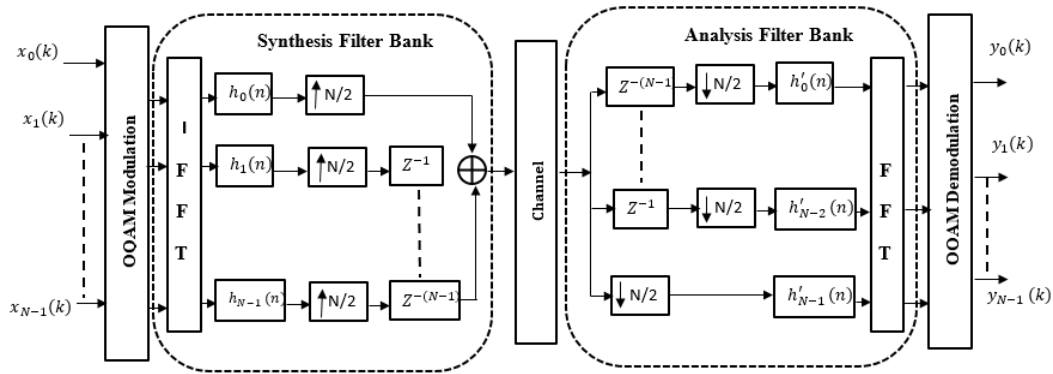 x_0(k)
x_1(k)
x_{N-1}(k)
OQAM Modulation
Synthesis Filter Bank
I
F
F
T
h_0(n)
↑N/2
h_1(n)
↑N/2
Z^{-1}
h_{N-1}(n)
↑N/2
Z^{-(N-1)}
Channel
Analysis Filter Bank
Z^{-(N-1)}
↓N/2
h'_0(n)
Z^{-1}
↓N/2
h'_{N-2}(n)
↓N/2
h'_{N-1}(n)
F
F
T
OQAM Demodulation
y_0(k)
y_1(k)
y_{N-1}(k)